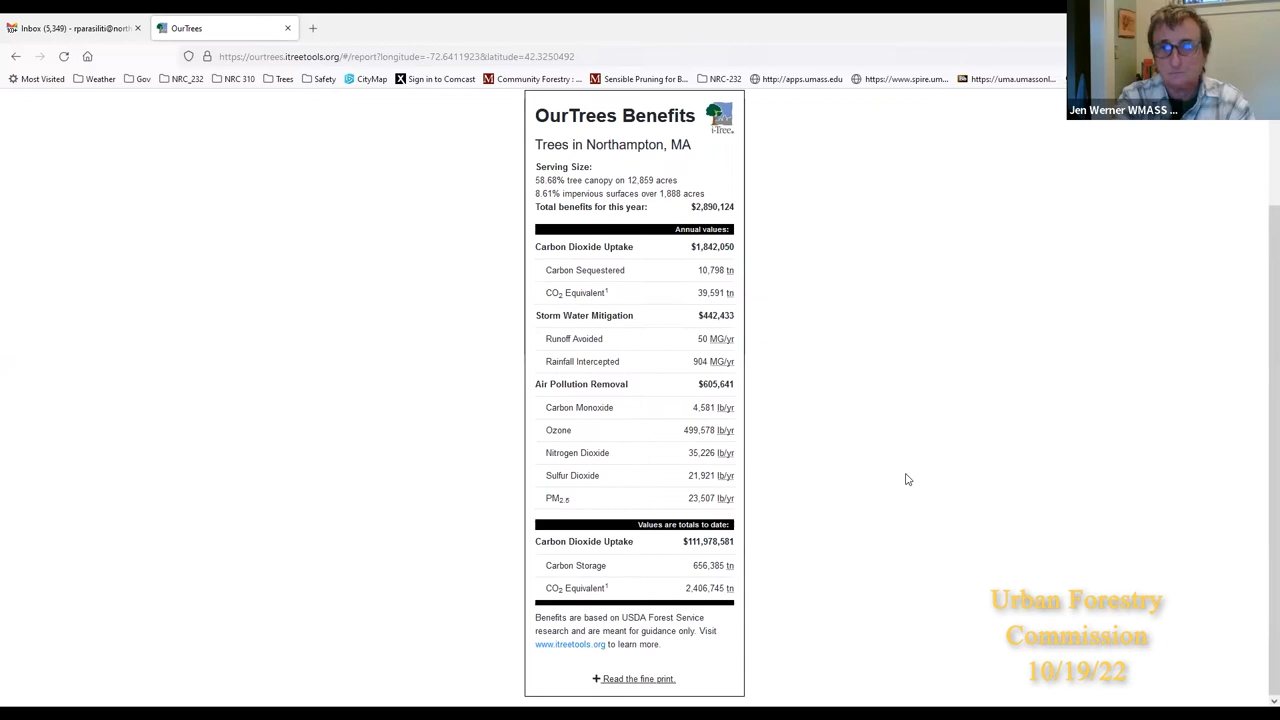 Inbox (5,349) - rparasiliti@nort
OurTrees
https://ourtrees.itreetools.org/#/report?longitude=-72.6411923&latitude=42.3250492
Most Visited
Weather
Gov
NRC_232
NRC 310
Trees
Safety
CityMap
Sign in to Comcast
Community Forestry : ...
Sensible Pruning for B...
NRC-232
http://apps.umass.edu
https://www.spire.um...
https://uma.umassonl...
Jen Werner WMASS ...
OurTrees Benefits
i-Tree
Trees in Northampton, MA
Serving Size:
58.68% tree canopy on 12,859 acres
8.61% impervious surfaces over 1,888 acres
Total benefits for this year: $2,890,124
Annual values:
Carbon Dioxide Uptake $1,842,050
Carbon Sequestered 10,798 tn
CO2 Equivalent1 39,591 tn
Storm Water Mitigation $442,433
Runoff Avoided 50 MG/yr
Rainfall Intercepted 904 MG/yr
Air Pollution Removal $605,641
Carbon Monoxide 4,581 lb/yr
Ozone 499,578 lb/yr
Nitrogen Dioxide 35,226 lb/yr
Sulfur Dioxide 21,921 lb/yr
PM2.5 23,507 lb/yr
Values are totals to date:
Carbon Dioxide Uptake $111,978,581
Carbon Storage 656,385 tn
CO2 Equivalent1 2,406,745 tn
Benefits are based on USDA Forest Service
research and are meant for guidance only. Visit
www.itreetools.org to learn more.
+ Read the fine print.
Urban Forestry
Commission
10/19/22